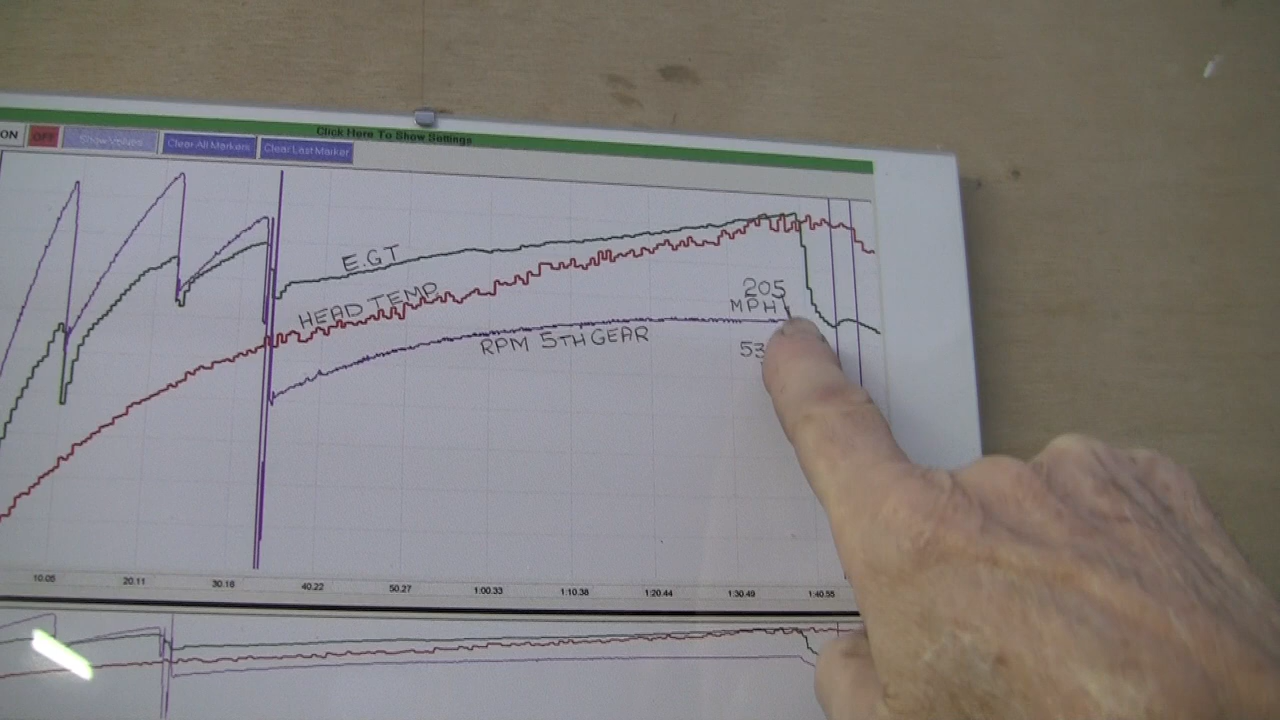 ON OFF Show Values Clear All Markers Clear Last Marker
Click Here To Show Settings
E.GT
HEAD TEMP
205
MPH
RPM 5TH GEAR
53
10.05 20.11 30.16 40.22 50.27 1:00.33 1:10.38 1:20.44 1:30.49 1:40.55